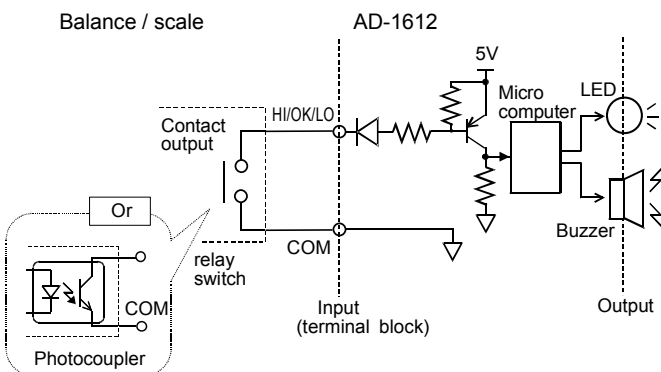 Balance / scale
AD-1612
5V
LED
Micro
computer
HI/OK/LO
Contact
output
Or
COM
relay
switch
Buzzer
COM
Input
(terminal block)
Output
Photocoupler